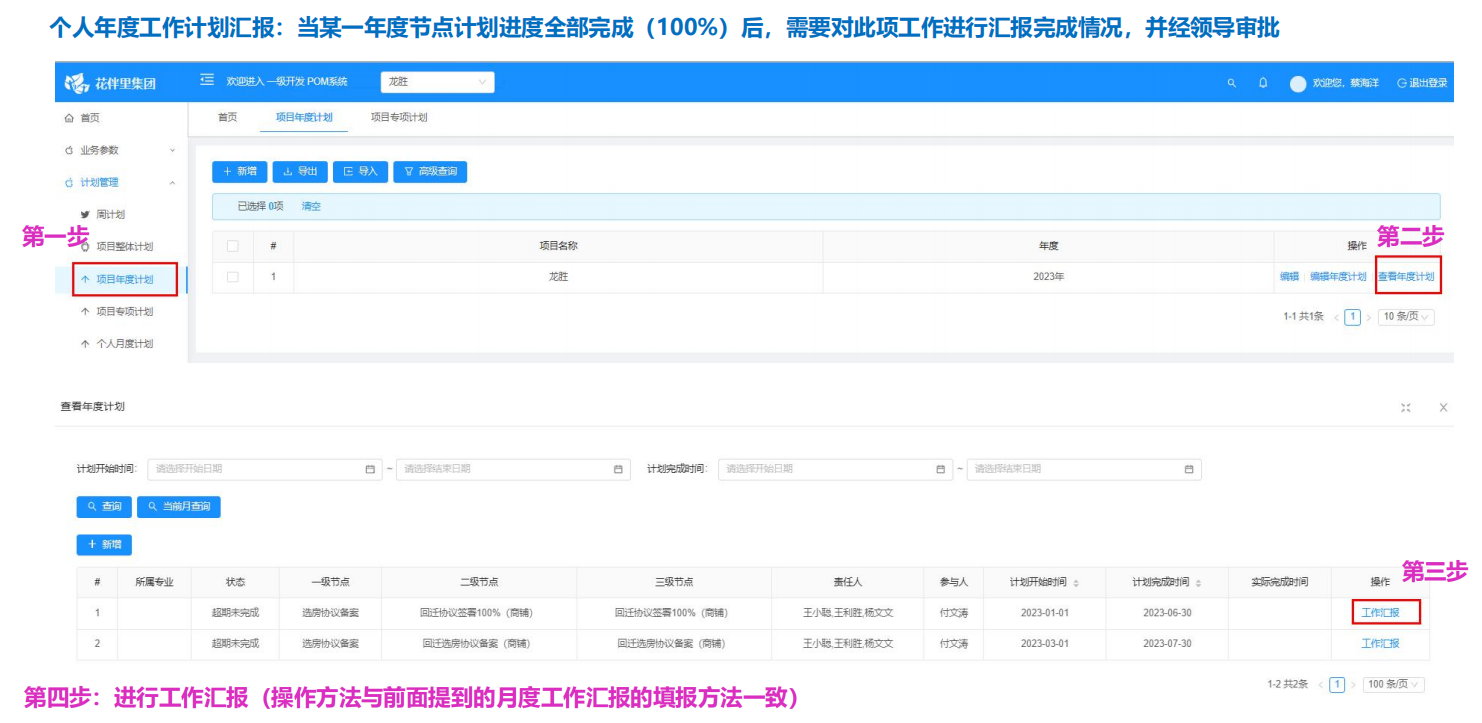 个人年度工作计划汇报：当某一年度节点计划进度全部完成（100%）后，需要对此项工作进行汇报完成情况，并经领导审批
花伴里集团 欢迎进入 一级开发 POM系统 龙胜 欢迎您, 蔡海洋 退出登录
首页 首页 项目年度计划 项目专项计划
业务参数
+ 新增 导出 导入 高级查询
计划管理
已选择 0项 清空
周计划
第一步 第二步
项目整体计划 # 项目名称 年度 操作
项目年度计划 1 龙胜 2023年 编辑 编辑年度计划 查看年度计划
项目专项计划 1-1 共1条 < 1 > 10 条/页
个人月度计划
查看年度计划 X
计划开始时间: 请选择开始日期 ~ 请选择结束日期 计划完成时间: 请选择开始日期 ~ 请选择结束日期
查询 当前月查询
+ 新增
第三步
# 所属专业 状态 一级节点 二级节点 三级节点 责任人 参与人 计划开始时间 计划完成时间 实际完成时间 操作
1 超期未完成 选房协议备案 回迁协议签署100%（商铺） 回迁协议签署100%（商铺） 王小聪,王利胜,杨文文 付文涛 2023-01-01 2023-06-30 工作汇报
2 超期未完成 选房协议备案 回迁选房协议备案（商铺） 回迁选房协议备案（商铺） 王小聪,王利胜,杨文文 付文涛 2023-03-01 2023-07-30 工作汇报
1-2 共2条 < 1 > 100 条/页
第四步：进行工作汇报（操作方法与前面提到的月度工作汇报的填报方法一致）